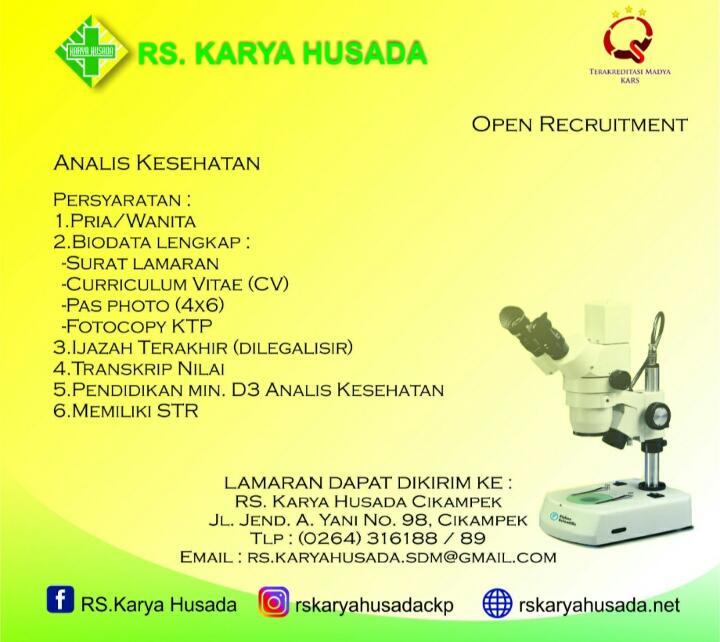 KARYA HUSADA
RS. KARYA HUSADA
TERAKREDITASI MADYA
KARS
OPEN RECRUITMENT
ANALIS KESEHATAN
PERSYARATAN :
1.PRIA/WANITA
2.BIODATA LENGKAP :
-SURAT LAMARAN
-CURRICULUM VITAE (CV)
-PAS PHOTO (4X6)
-FOTOCOPY KTP
3.IJAZAH TERAKHIR (DILEGALISIR)
4.TRANSKRIP NILAI
5.PENDIDIKAN MIN. D3 ANALIS KESEHATAN
6.MEMILIKI STR
LAMARAN DAPAT DIKIRIM KE :
RS. KARYA HUSADA CIKAMPEK
JL. JEND. A. YANI NO. 98, CIKAMPEK
TLP : (0264) 316188 / 89
EMAIL : RS.KARYAHUSADA.SDM@GMAIL.COM
Fisher Scientific
RS.Karya Husada
rskaryahusadackp
rskaryahusada.net